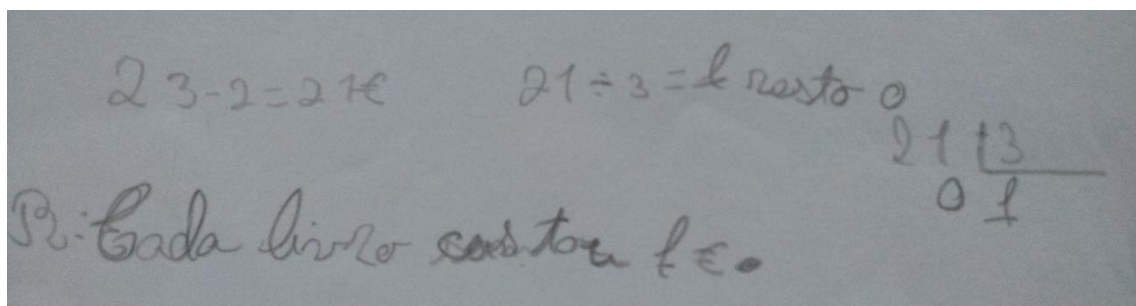 23-2=21€ 21÷3=7 resto 0
21 |3
0 7
R: Cada livro custou 7€.